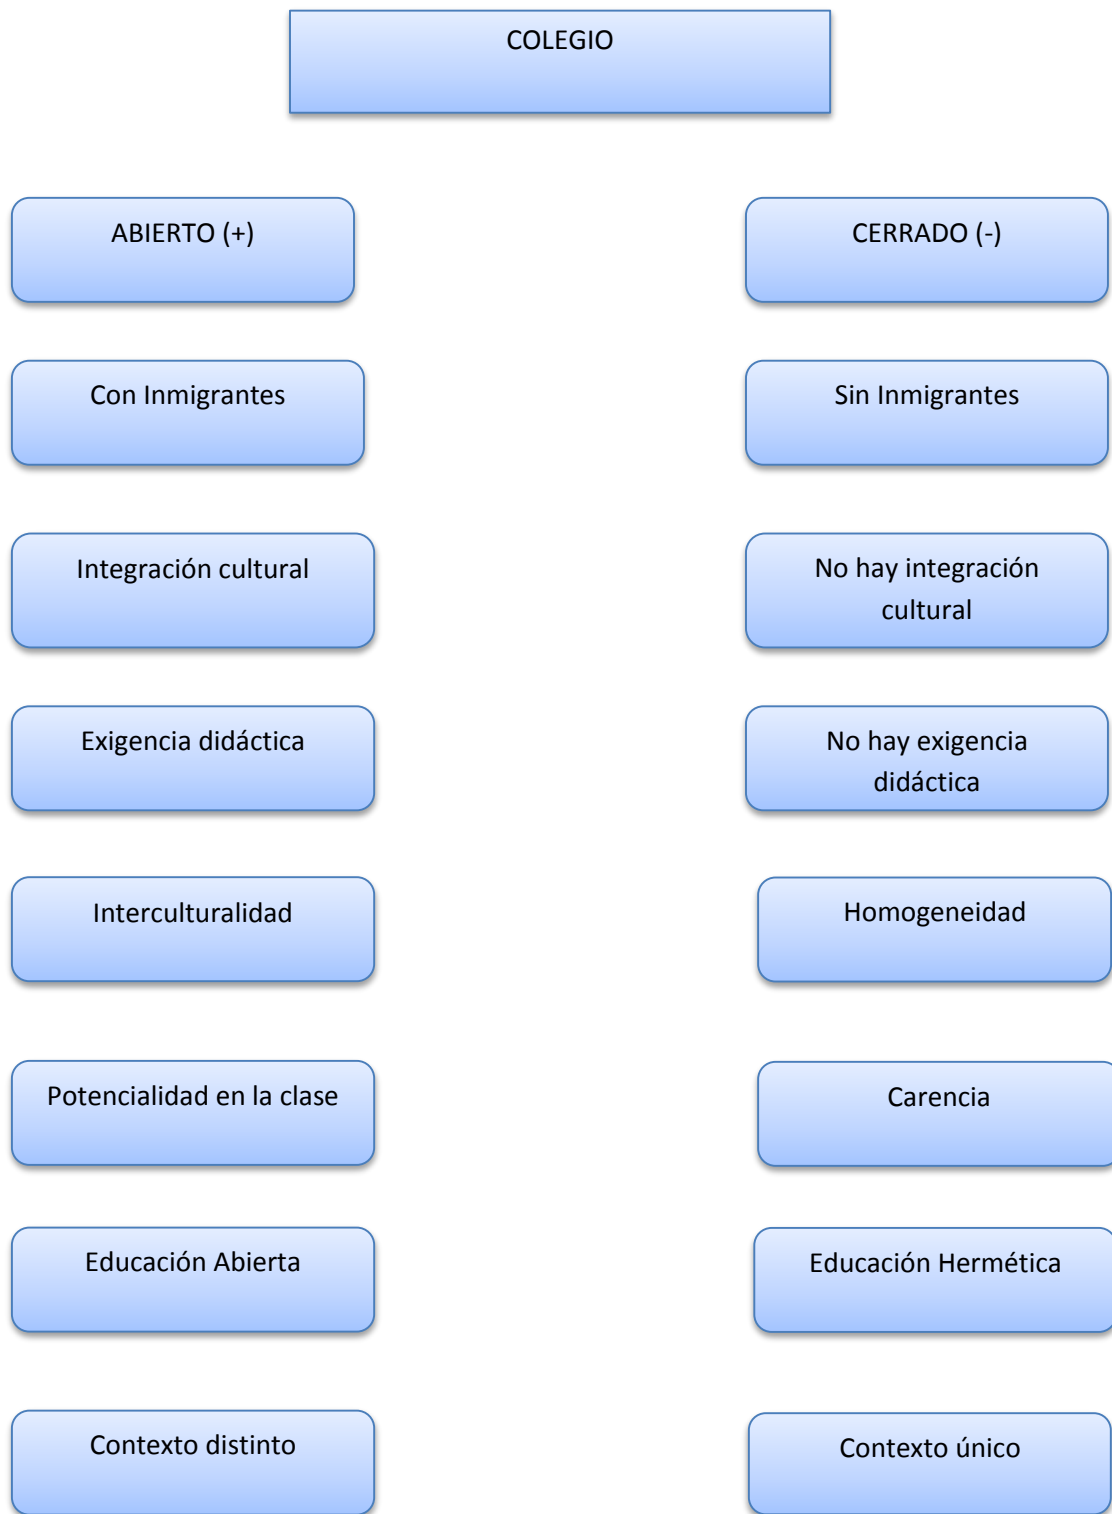 COLEGIO
ABIERTO (+)
CERRADO (-)
Con Inmigrantes
Sin Inmigrantes
Integración cultural
No hay integración
cultural
Exigencia didáctica
No hay exigencia
didáctica
Interculturalidad
Homogeneidad
Potencialidad en la clase
Carencia
Educación Abierta
Educación Hermética
Contexto distinto
Contexto único